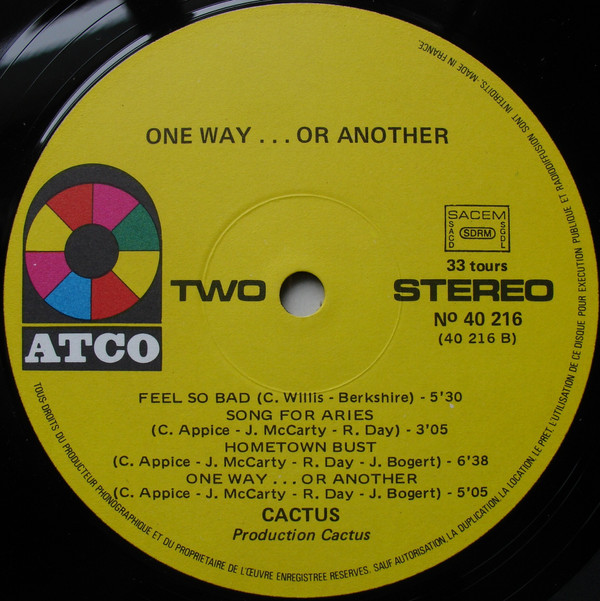 ONE WAY . . . OR ANOTHER
ATCO
TWO
SACEM
SACD
SDRM
SGDL
33 tours
STEREO
Nº 40 216
(40 216 B)
FEEL SO BAD (C. Willis - Berkshire) - 5'30
SONG FOR ARIES
(C. Appice - J. McCarty - R. Day) - 3'05
HOMETOWN BUST
(C. Appice - J. McCarty - R. Day - J. Bogert) - 6'38
ONE WAY . . . OR ANOTHER
(C. Appice - J. McCarty - R. Day - J. Bogert) - 5'05
CACTUS
Production Cactus
TOUS-DROITS DU PRODUCTEUR PHONOGRAPHIQUE ET DU PROPRIETAIRE DE L'ŒUVRE ENREGISTREE RESERVES. SAUF AUTORISATION, LA DUPLICATION, LA LOCATION, LE PRET, L'UTILISATION DE CE DISQUE POUR EXECUTION PUBLIQUE ET RADIODIFFUSION SONT INTERDITS. MADE IN FRANCE.